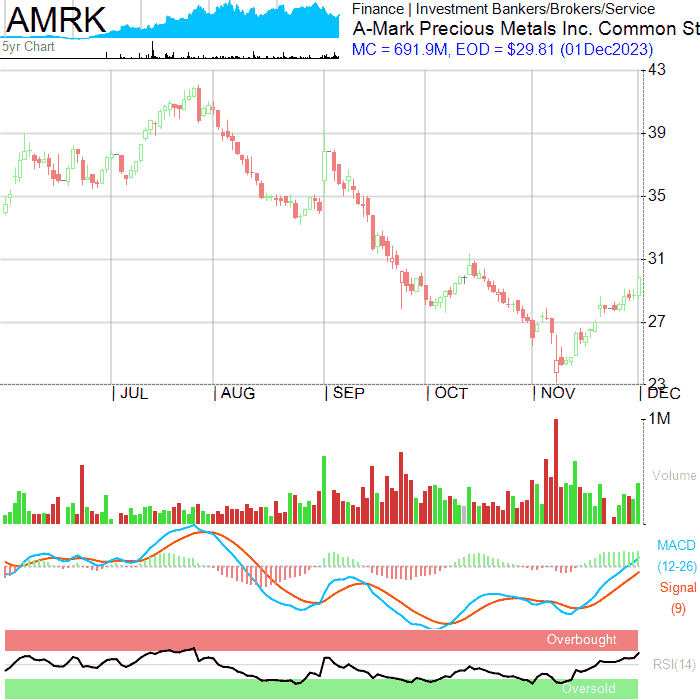 AMRK
5yr Chart
Finance | Investment Bankers/Brokers/Service
A-Mark Precious Metals Inc. Common St
MC = 691.9M, EOD = $29.81 (01Dec2023)
43
39
35
31
27
23
JUL AUG SEP OCT NOV DEC
1M
Volume
MACD
(12-26)
Signal
(9)
Overbought
RSI(14)
Oversold